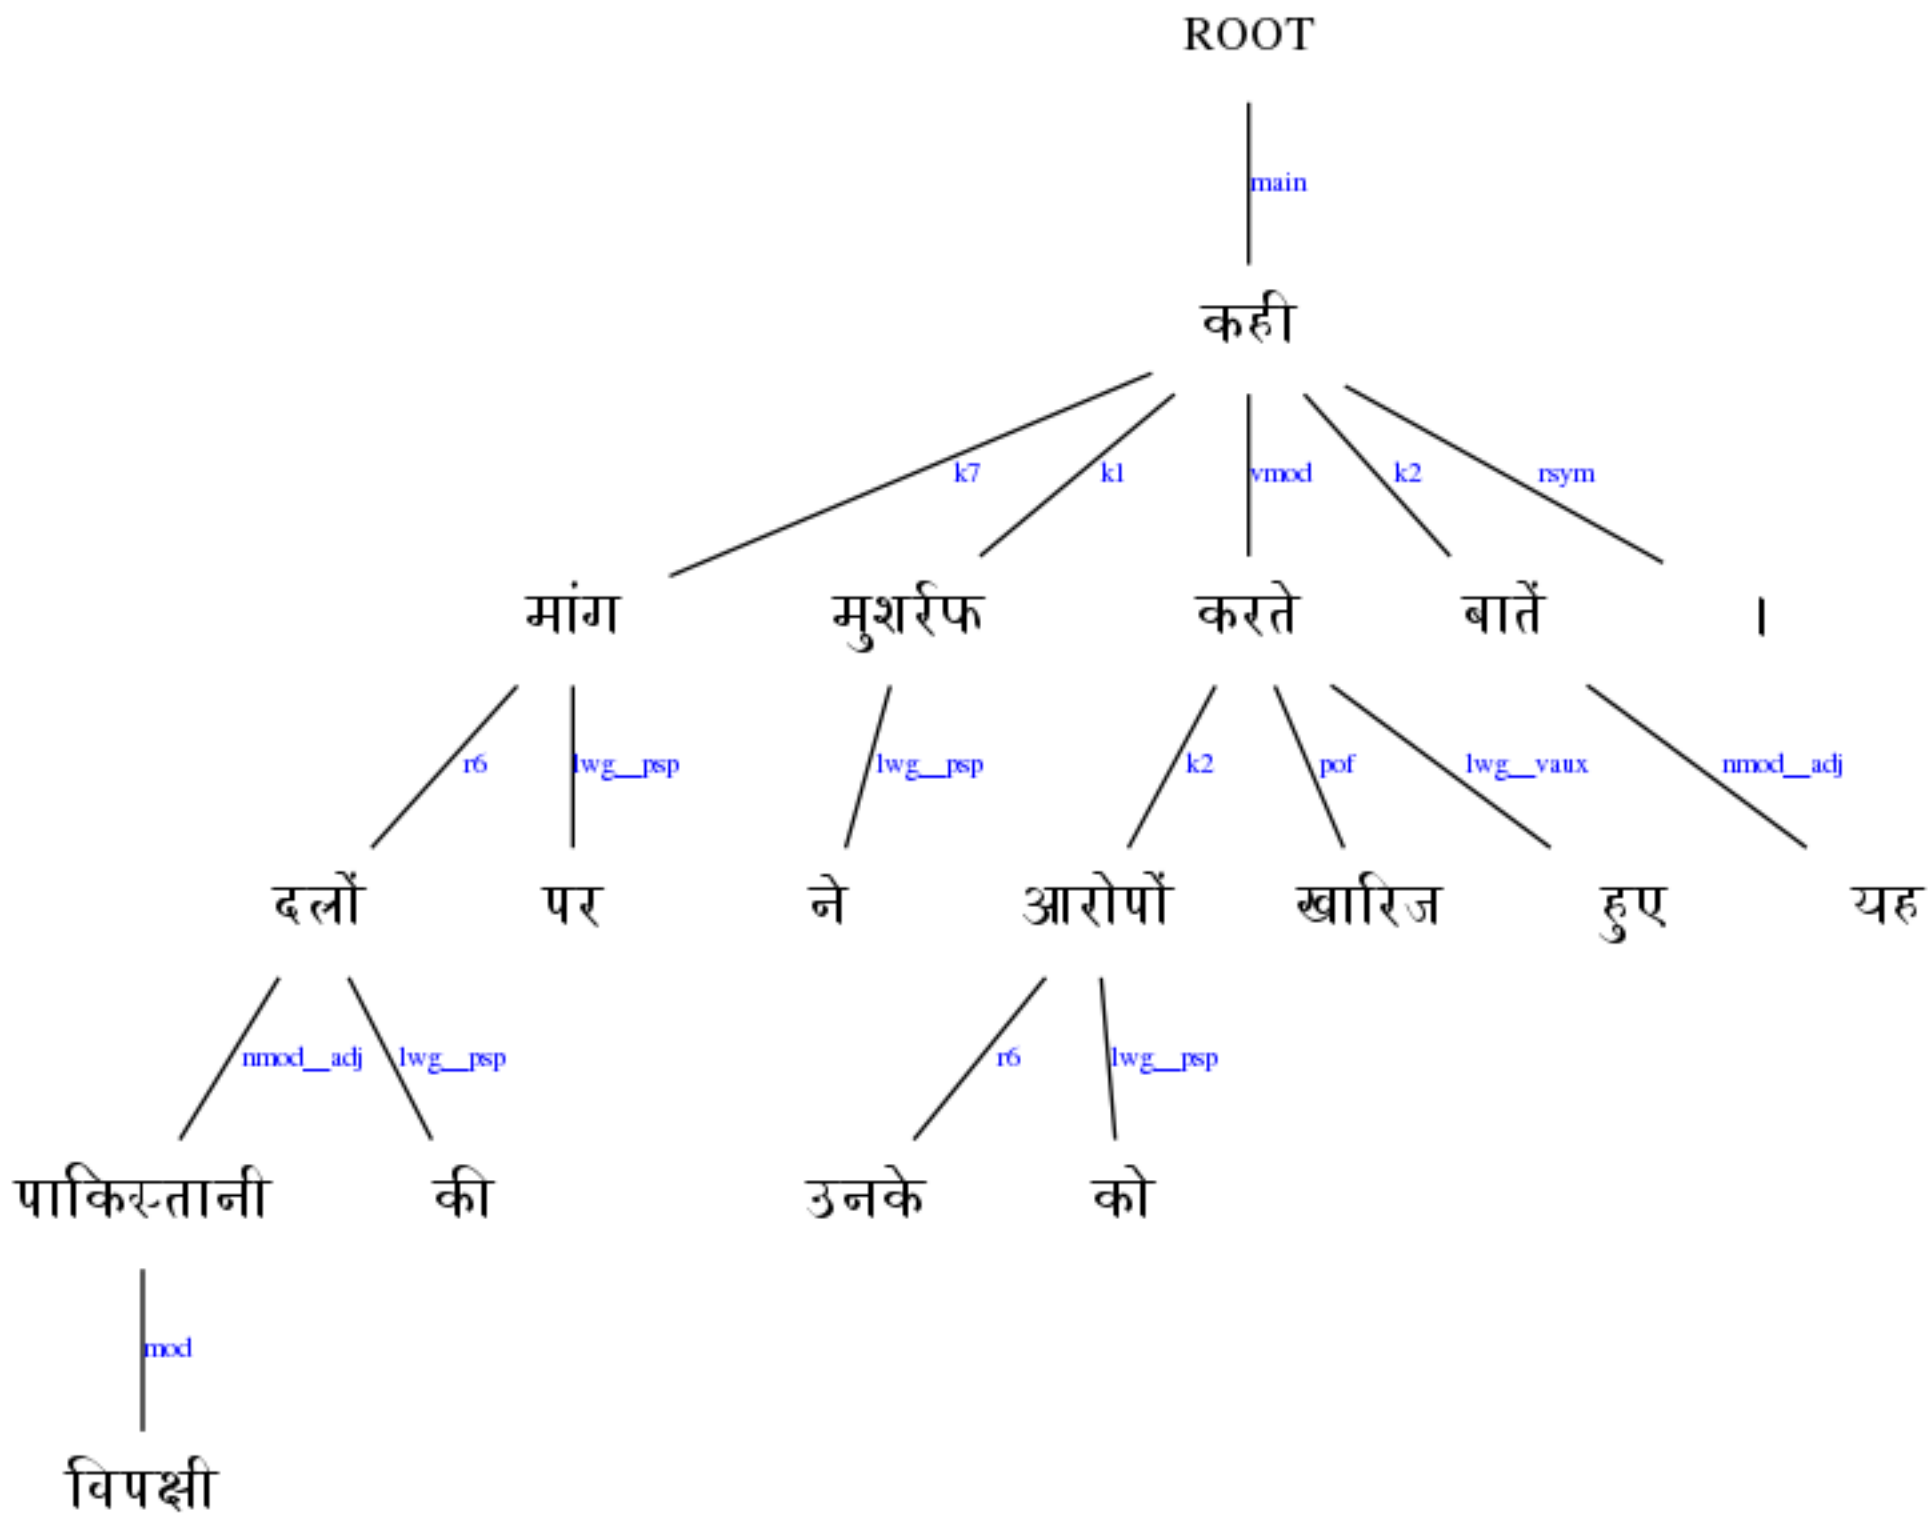 ROOT
main
कही
k7 k1 vmod k2 rsym
मांग मुशर्रफ करते बातें ।
r6 lwg__psp lwg__psp k2 pof lwg__vaux nmod__adj
दलों पर ने आरोपों खारिज हुए यह
nmod__adj lwg__psp r6 lwg__psp
पाकिस्तानी की उनके को
mod
विपक्षी